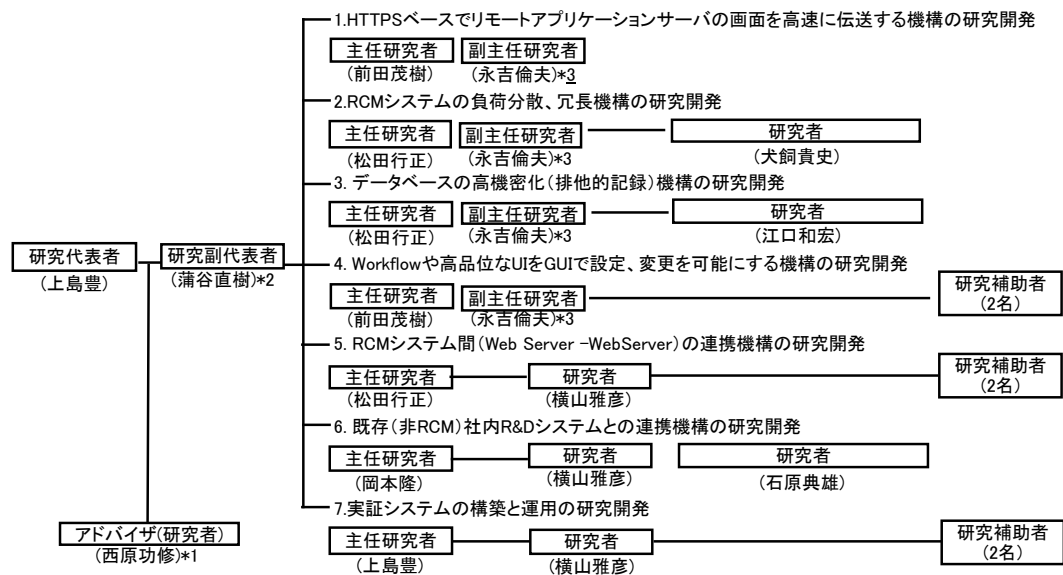 1.HTTPSベースでリモートアプリケーションサーバの画面を高速に伝送する機構の研究開発
主任研究者 副主任研究者
(前田茂樹) (永吉倫夫)*3
2.RCMシステムの負荷分散、冗長機構の研究開発
主任研究者 副主任研究者 研究者
(松田行正) (永吉倫夫)*3 (犬飼貴史)
3. データベースの高機密化(排他的記録)機構の研究開発
主任研究者 副主任研究者 研究者
(松田行正) (永吉倫夫)*3 (江口和宏)
研究代表者 研究副代表者
(上島豊) (蒲谷直樹)*2
4. Workflowや高品位なUIをGUIで設定、変更を可能にする機構の研究開発
主任研究者 副主任研究者 研究補助者
(前田茂樹) (永吉倫夫)*3 (2名)
5. RCMシステム間(Web Server -WebServer)の連携機構の研究開発
主任研究者 研究者 研究補助者
(松田行正) (横山雅彦) (2名)
6. 既存(非RCM)社内R&Dシステムとの連携機構の研究開発
主任研究者 研究者 研究者
(岡本隆) (横山雅彦) (石原典雄)
7.実証システムの構築と運用の研究開発
主任研究者 研究者 研究補助者
(上島豊) (横山雅彦) (2名)
アドバイザ(研究者)
(西原功修)*1